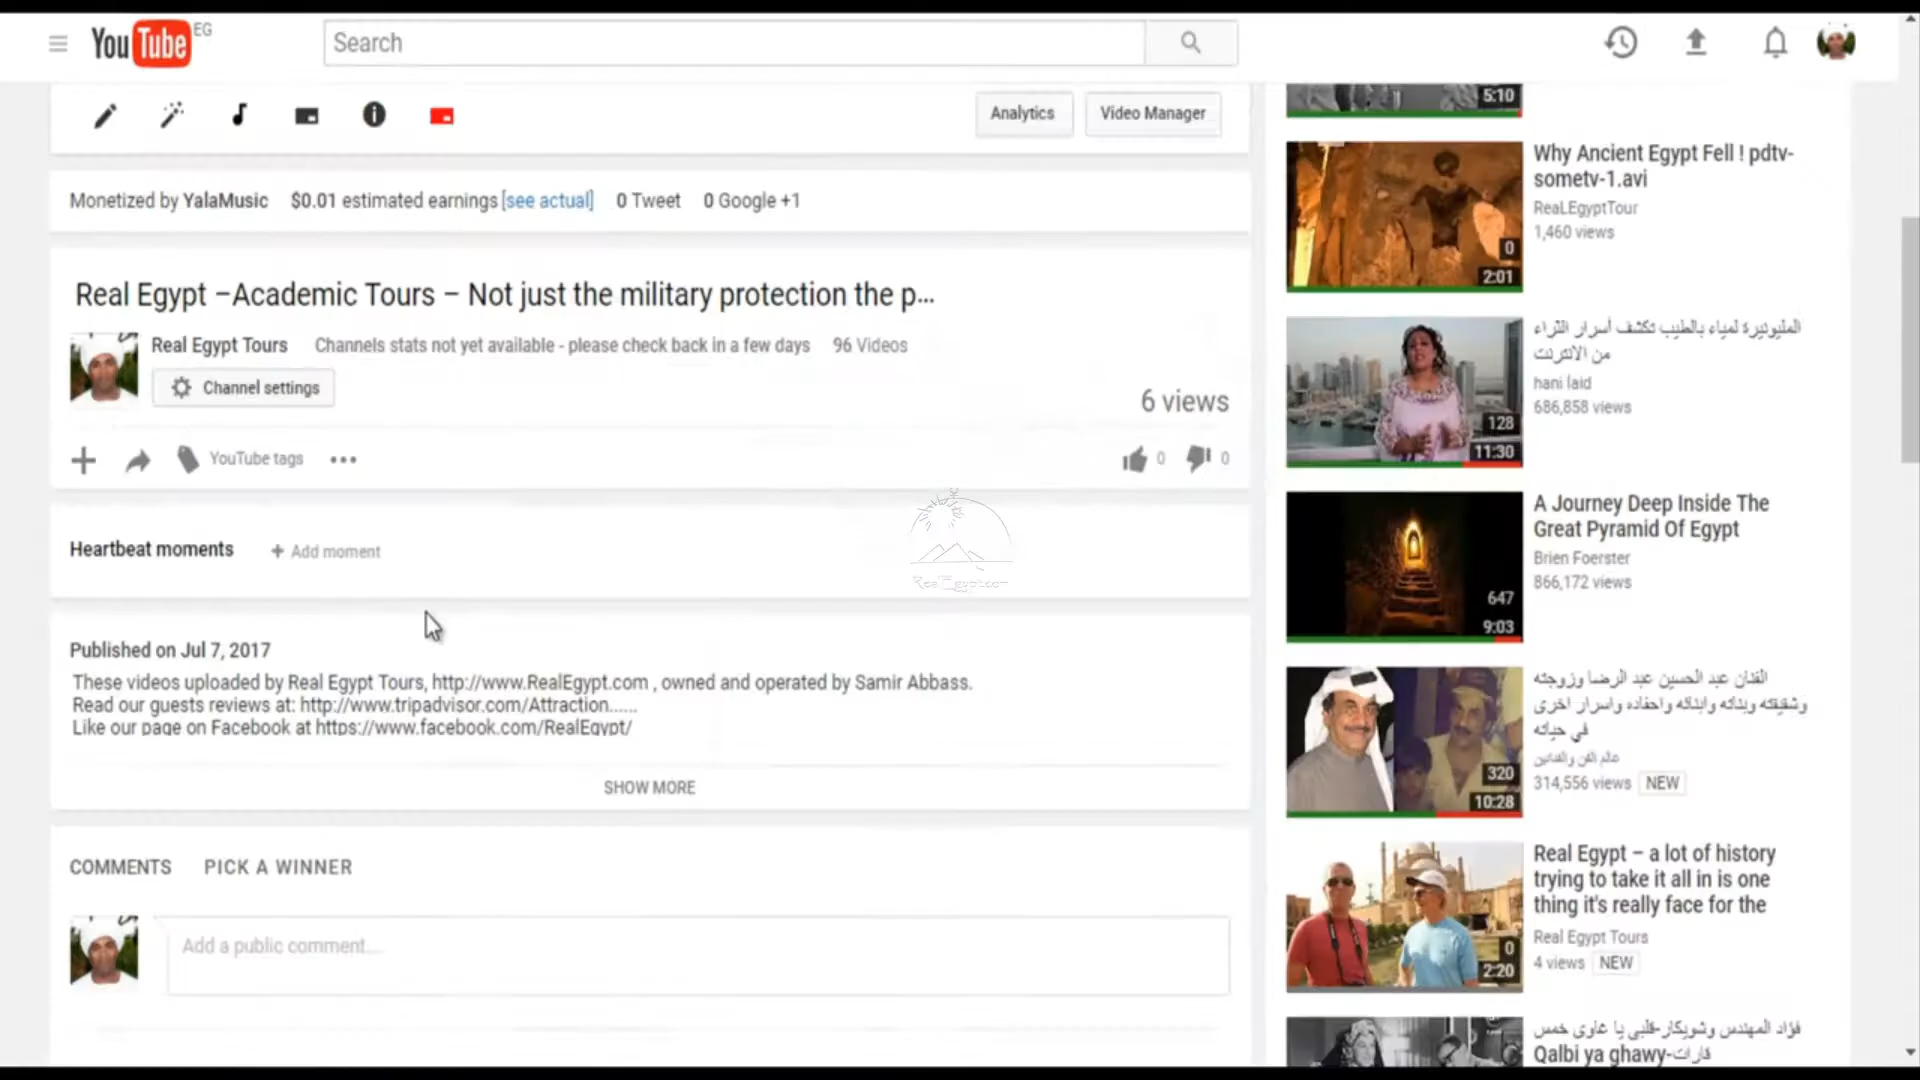 YouTube EG
Search
Analytics
Video Manager
Monetized by YalaMusic $0.01 estimated earnings [see actual] 0 Tweet 0 Google +1
Real Egypt –Academic Tours – Not just the military protection the p...
Real Egypt Tours Channels stats not yet available - please check back in a few days 96 Videos
Channel settings
6 views
YouTube tags
0 0
Heartbeat moments + Add moment
Published on Jul 7, 2017
These videos uploaded by Real Egypt Tours, http://www.RealEgypt.com , owned and operated by Samir Abbass.
Read our guests reviews at: http://www.tripadvisor.com/Attraction......
Like our page on Facebook at https://www.facebook.com/RealEgypt/
SHOW MORE
COMMENTS PICK A WINNER
Add a public comment...
5:10
Why Ancient Egypt Fell ! pdtv-
sometv-1.avi
ReaLEgyptTour
1,460 views
0
2:01
المليونيرة لمياء بالطيب تكشف أسرار الثراء
من الانترنت
hani laid
686,858 views
128
11:30
A Journey Deep Inside The
Great Pyramid Of Egypt
Brien Foerster
866,172 views
647
9:03
الفنان عبد الحسين عبد الرضا وزوجته
وشقيقته وبناته وابنائه واحفاده واسرار اخرى
في حياته
عالم الفن والفنانين
314,556 views NEW
320
10:28
Real Egypt – a lot of history
trying to take it all in is one
thing it's really face for the
Real Egypt Tours
4 views NEW
0
2:20
فؤاد المهندس وشويكار-قلبى يا غاوى خمس
Qalbi ya ghawy-قارات